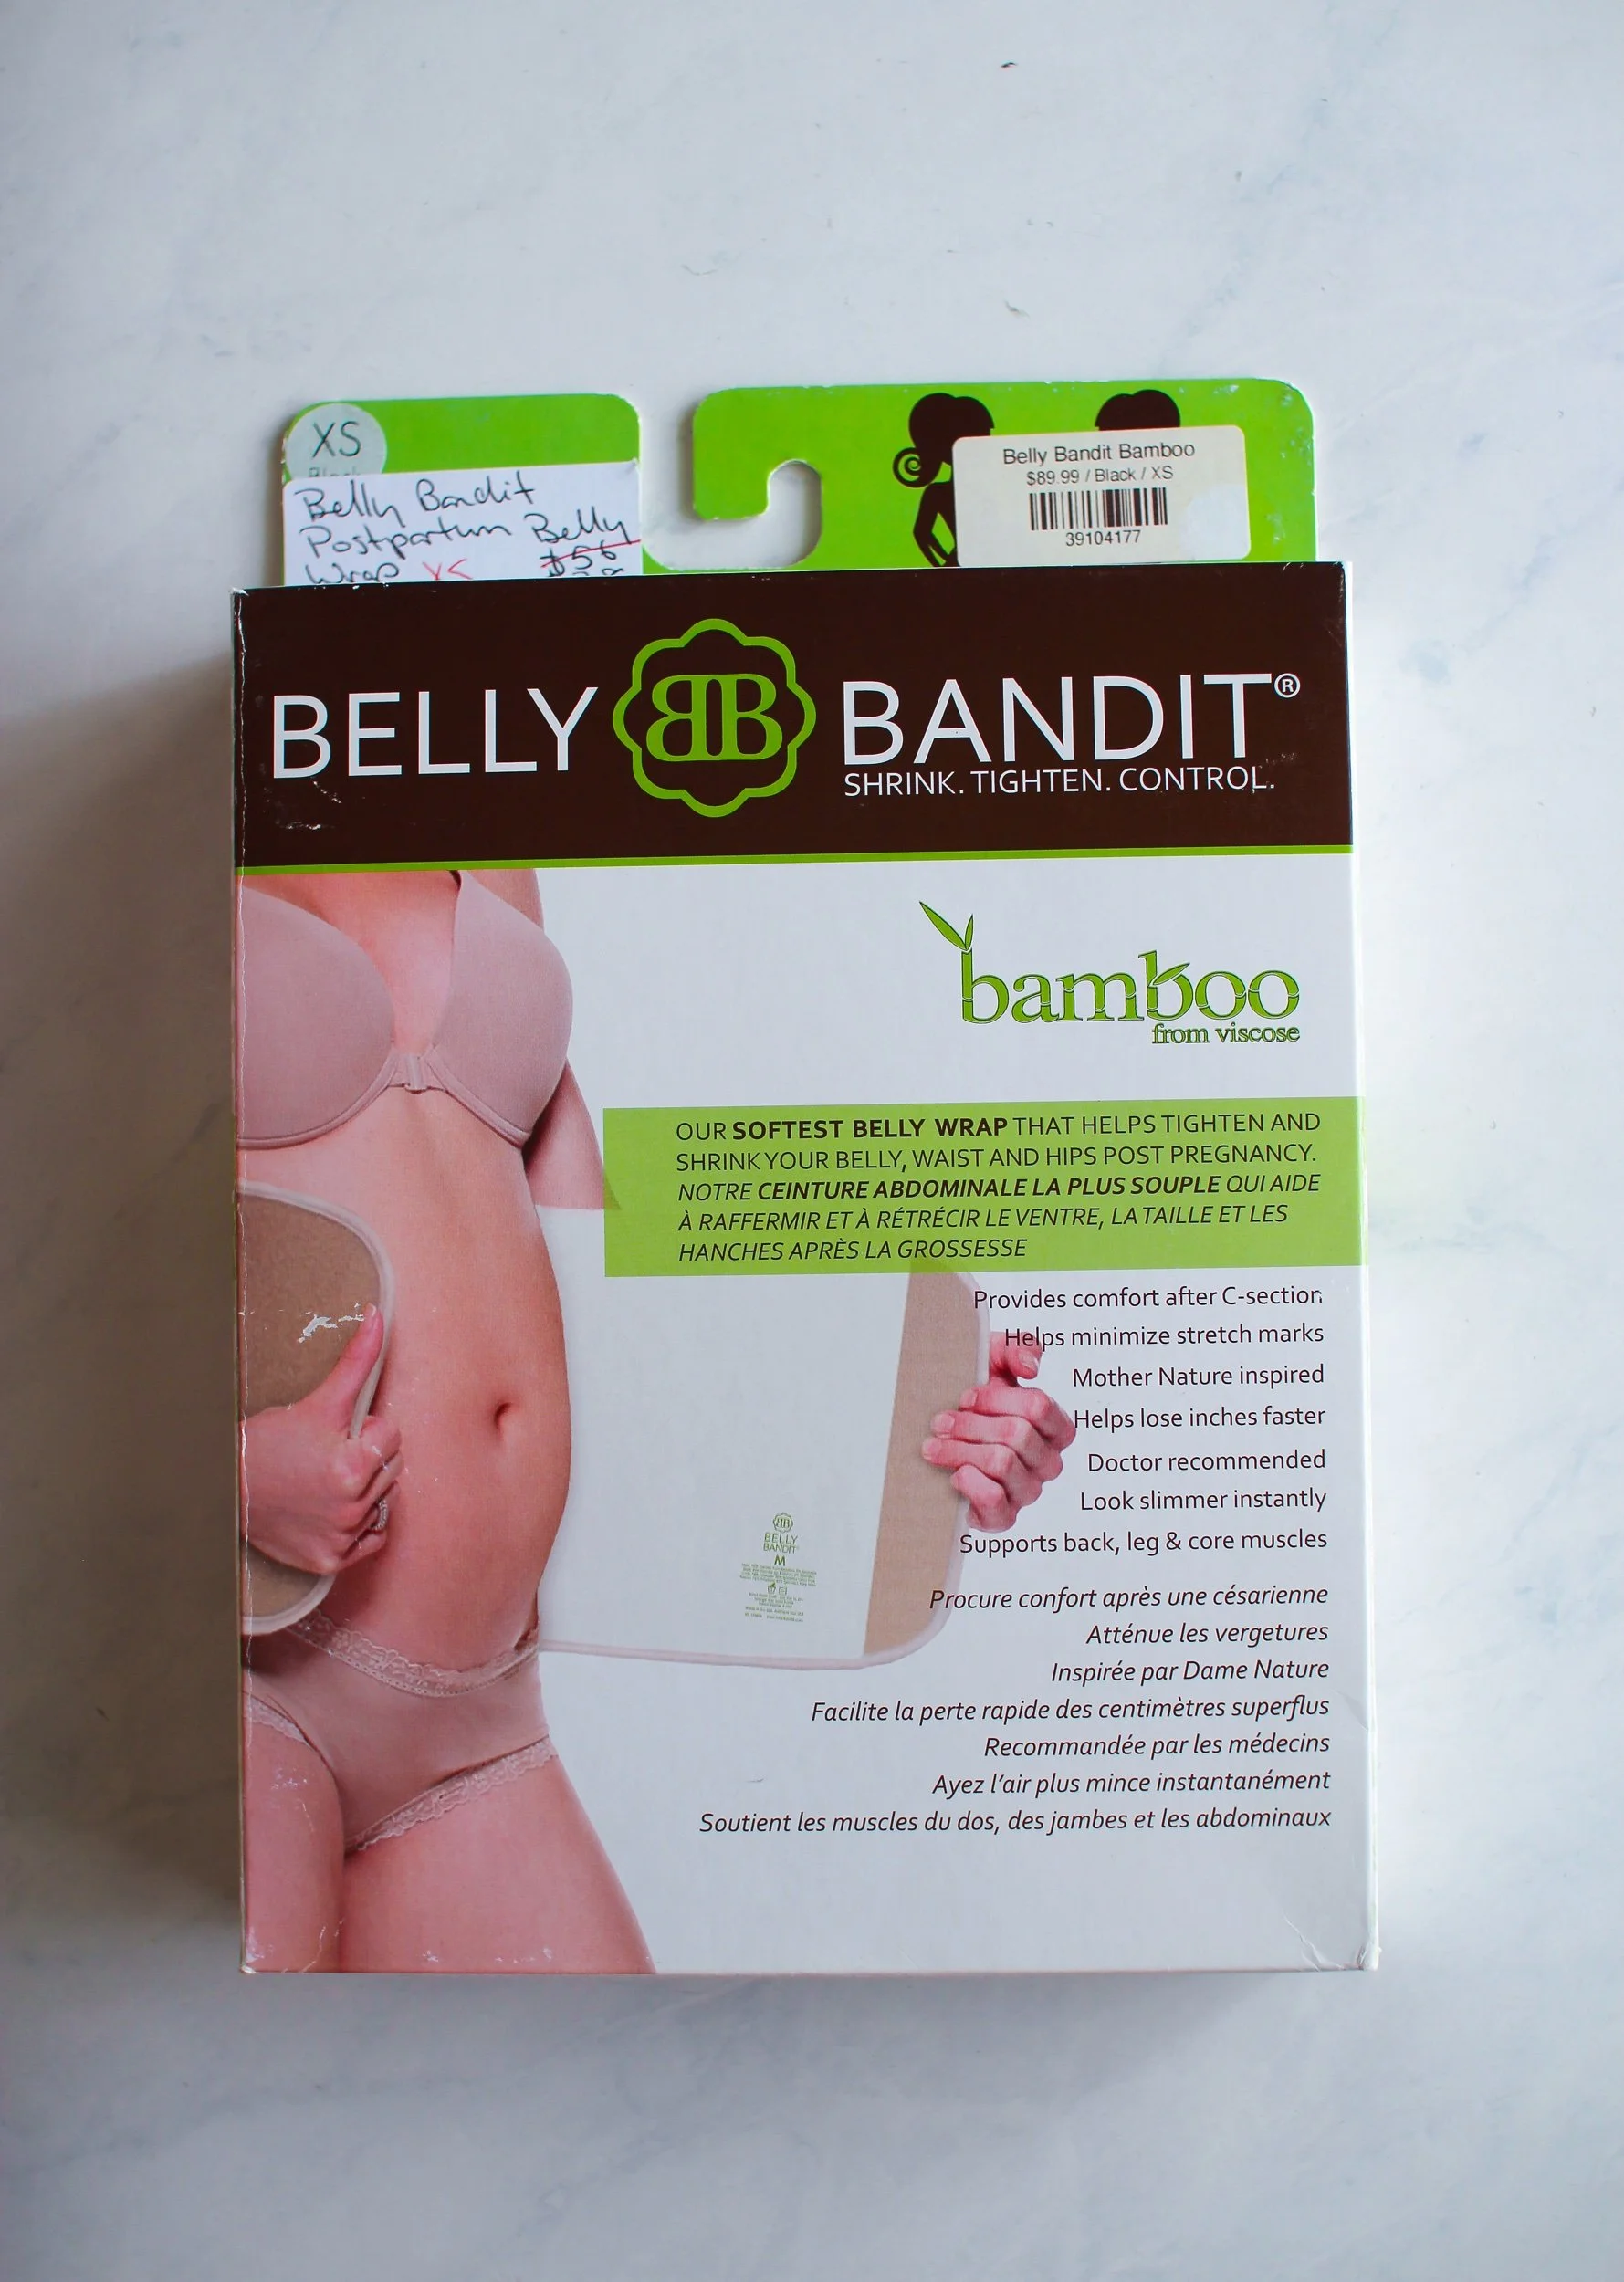 XS
Belly Bandit
Postpartum Belly
Wrap XS $56
Belly Bandit Bamboo
$89.99 / Black / XS
39104177
BELLY BB BANDIT®
SHRINK. TIGHTEN. CONTROL.
bamboo
from viscose
OUR SOFTEST BELLY WRAP THAT HELPS TIGHTEN AND
SHRINK YOUR BELLY, WAIST AND HIPS POST PREGNANCY.
NOTRE CEINTURE ABDOMINALE LA PLUS SOUPLE QUI AIDE
À RAFFERMIR ET À RÉTRÉCIR LE VENTRE, LA TAILLE ET LES
HANCHES APRÈS LA GROSSESSE
Provides comfort after C-section
Helps minimize stretch marks
Mother Nature inspired
Helps lose inches faster
Doctor recommended
Look slimmer instantly
Supports back, leg & core muscles
BB
BELLY
BANDIT
M
Procure confort après une césarienne
Atténue les vergetures
Inspirée par Dame Nature
Facilite la perte rapide des centimètres superflus
Recommandée par les médecins
Ayez l'air plus mince instantanément
Soutient les muscles du dos, des jambes et les abdominaux